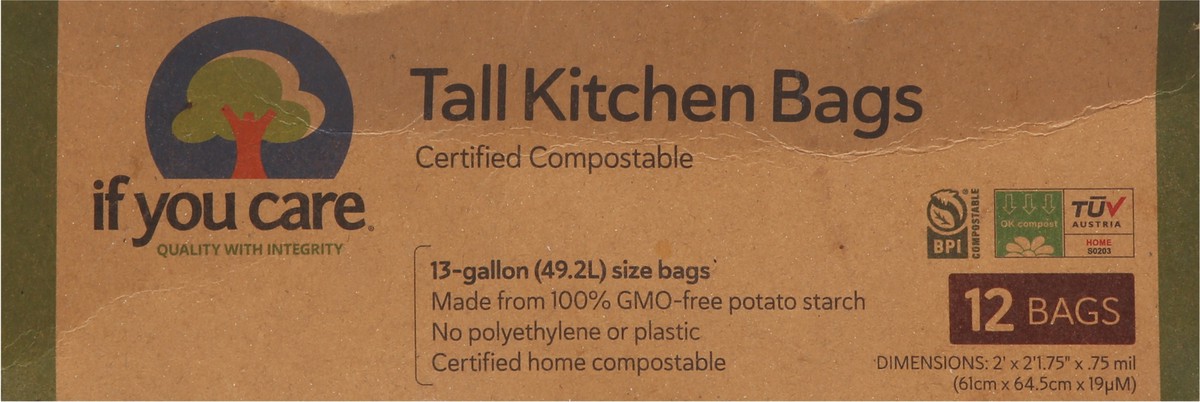 if you care®
QUALITY WITH INTEGRITY
Tall Kitchen Bags
Certified Compostable
13-gallon (49.2L) size bags
Made from 100% GMO-free potato starch
No polyethylene or plastic
Certified home compostable
BPI
COMPOSTABLE®
OK compost
TÜV
AUSTRIA
HOME
S0203
12 BAGS
DIMENSIONS: 2' x 2'1.75" x .75 mil
(61cm x 64.5cm x 19µM)